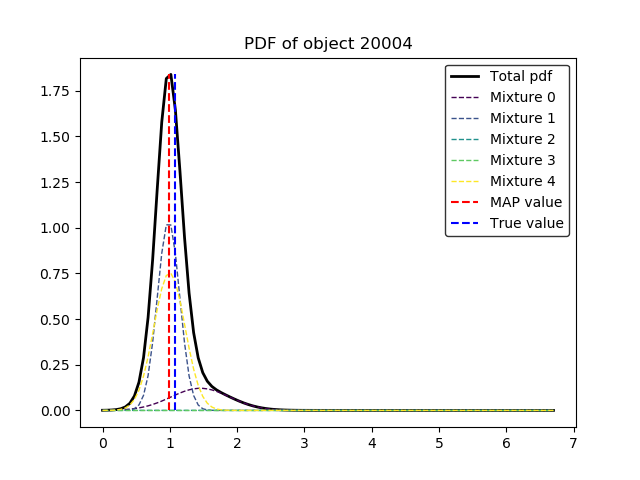 PDF of object 20004
Total pdf
Mixture 0
Mixture 1
Mixture 2
Mixture 3
Mixture 4
MAP value
True value
1.75
1.50
1.25
1.00
0.75
0.50
0.25
0.00
0 1 2 3 4 5 6 7